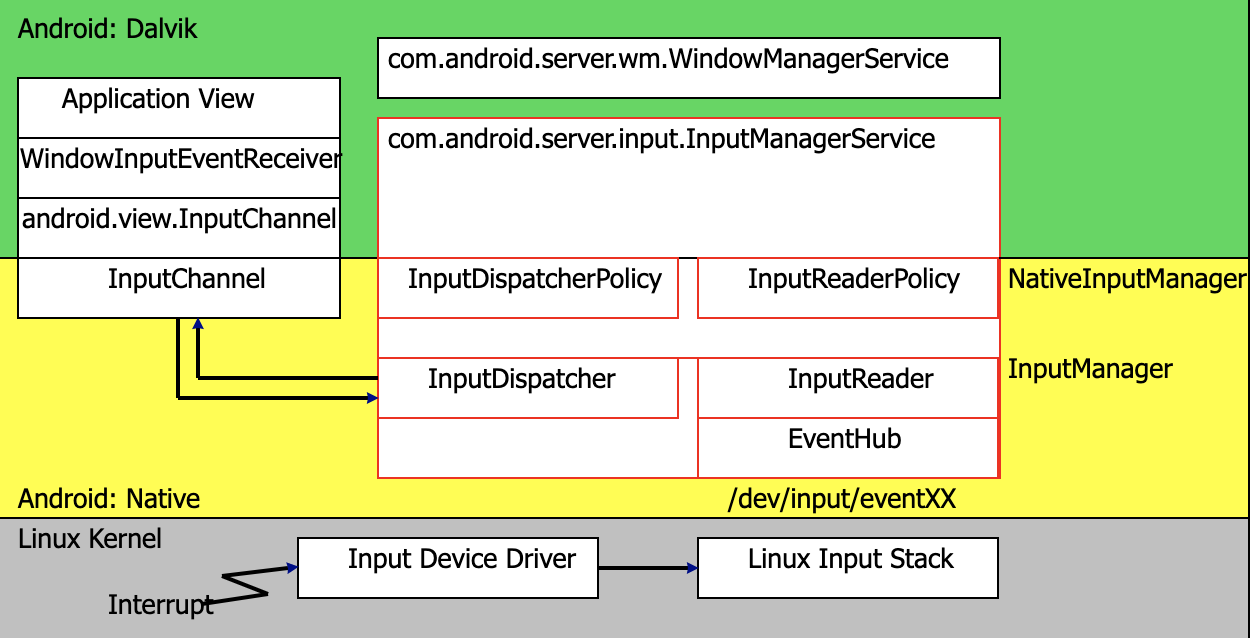 Android: Dalvik
com.android.server.wm.WindowManagerService
Application View
com.android.server.input.InputManagerService
WindowInputEventReceiver
android.view.InputChannel
InputChannel
InputDispatcherPolicy
InputReaderPolicy
NativeInputManager
InputManager
InputDispatcher
InputReader
EventHub
Android: Native
/dev/input/eventXX
Linux Kernel
Input Device Driver
Linux Input Stack
Interrupt